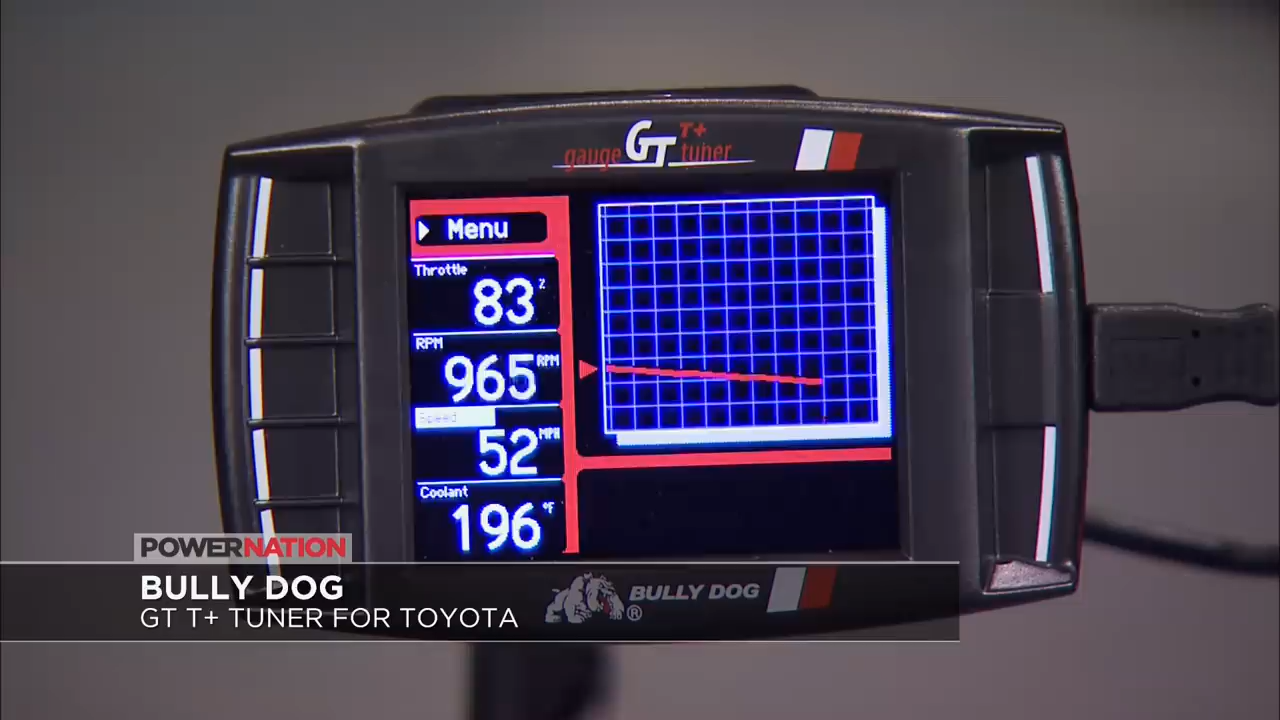 gauge GT T+ tuner
Menu
Throttle
83 %
RPM
965 RPM
Speed
52 MPH
Coolant
196 °F
POWERNATION
BULLY DOG
GT T+ TUNER FOR TOYOTA
BULLY DOG
®